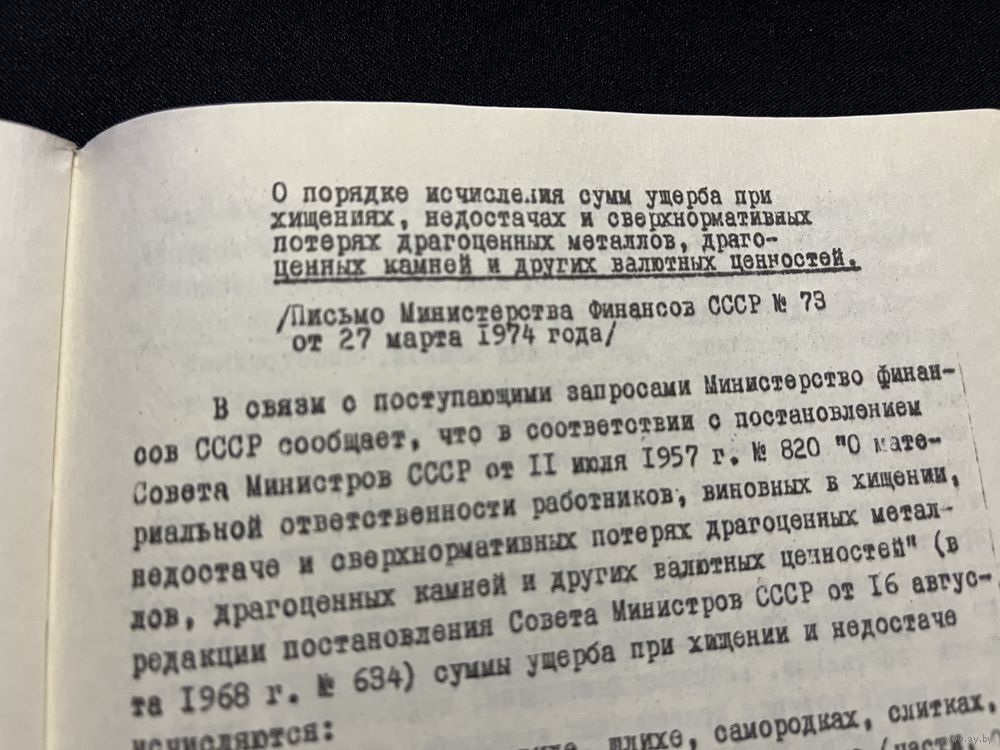 О порядке исчисления сумм ущерба при
хищениях, недостачах и сверхнормативных
потерях драгоценных металлов, драго-
ценных камней и других валютных ценностей.
/Письмо Министерства Финансов СССР № 73
от 27 марта 1974 года/
В связи с поступающими запросами Министерство финан-
сов СССР сообщает, что в соответствии с постановлением
Совета Министров СССР от II июля 1957 г. № 820 "О мате-
риальной ответственности работников, виновных в хищении,
недостаче и сверхнормативных потерях драгоценных метал-
лов, драгоценных камней и других валютных ценностей" (в
редакции постановления Совета Министров СССР от 16 авгус-
та 1968 г. № 634) суммы ущерба при хищении и недостаче
исчисляются:
шлихе, самородках, слитках,